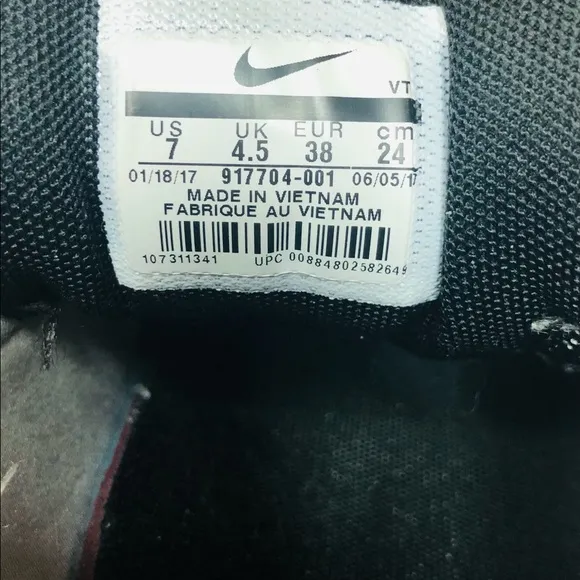 VT
US UK EUR cm
7 4.5 38 24
01/18/17 917704-001 06/05/17
MADE IN VIETNAM
FABRIQUE AU VIETNAM
107311341 UPC 00884802582649